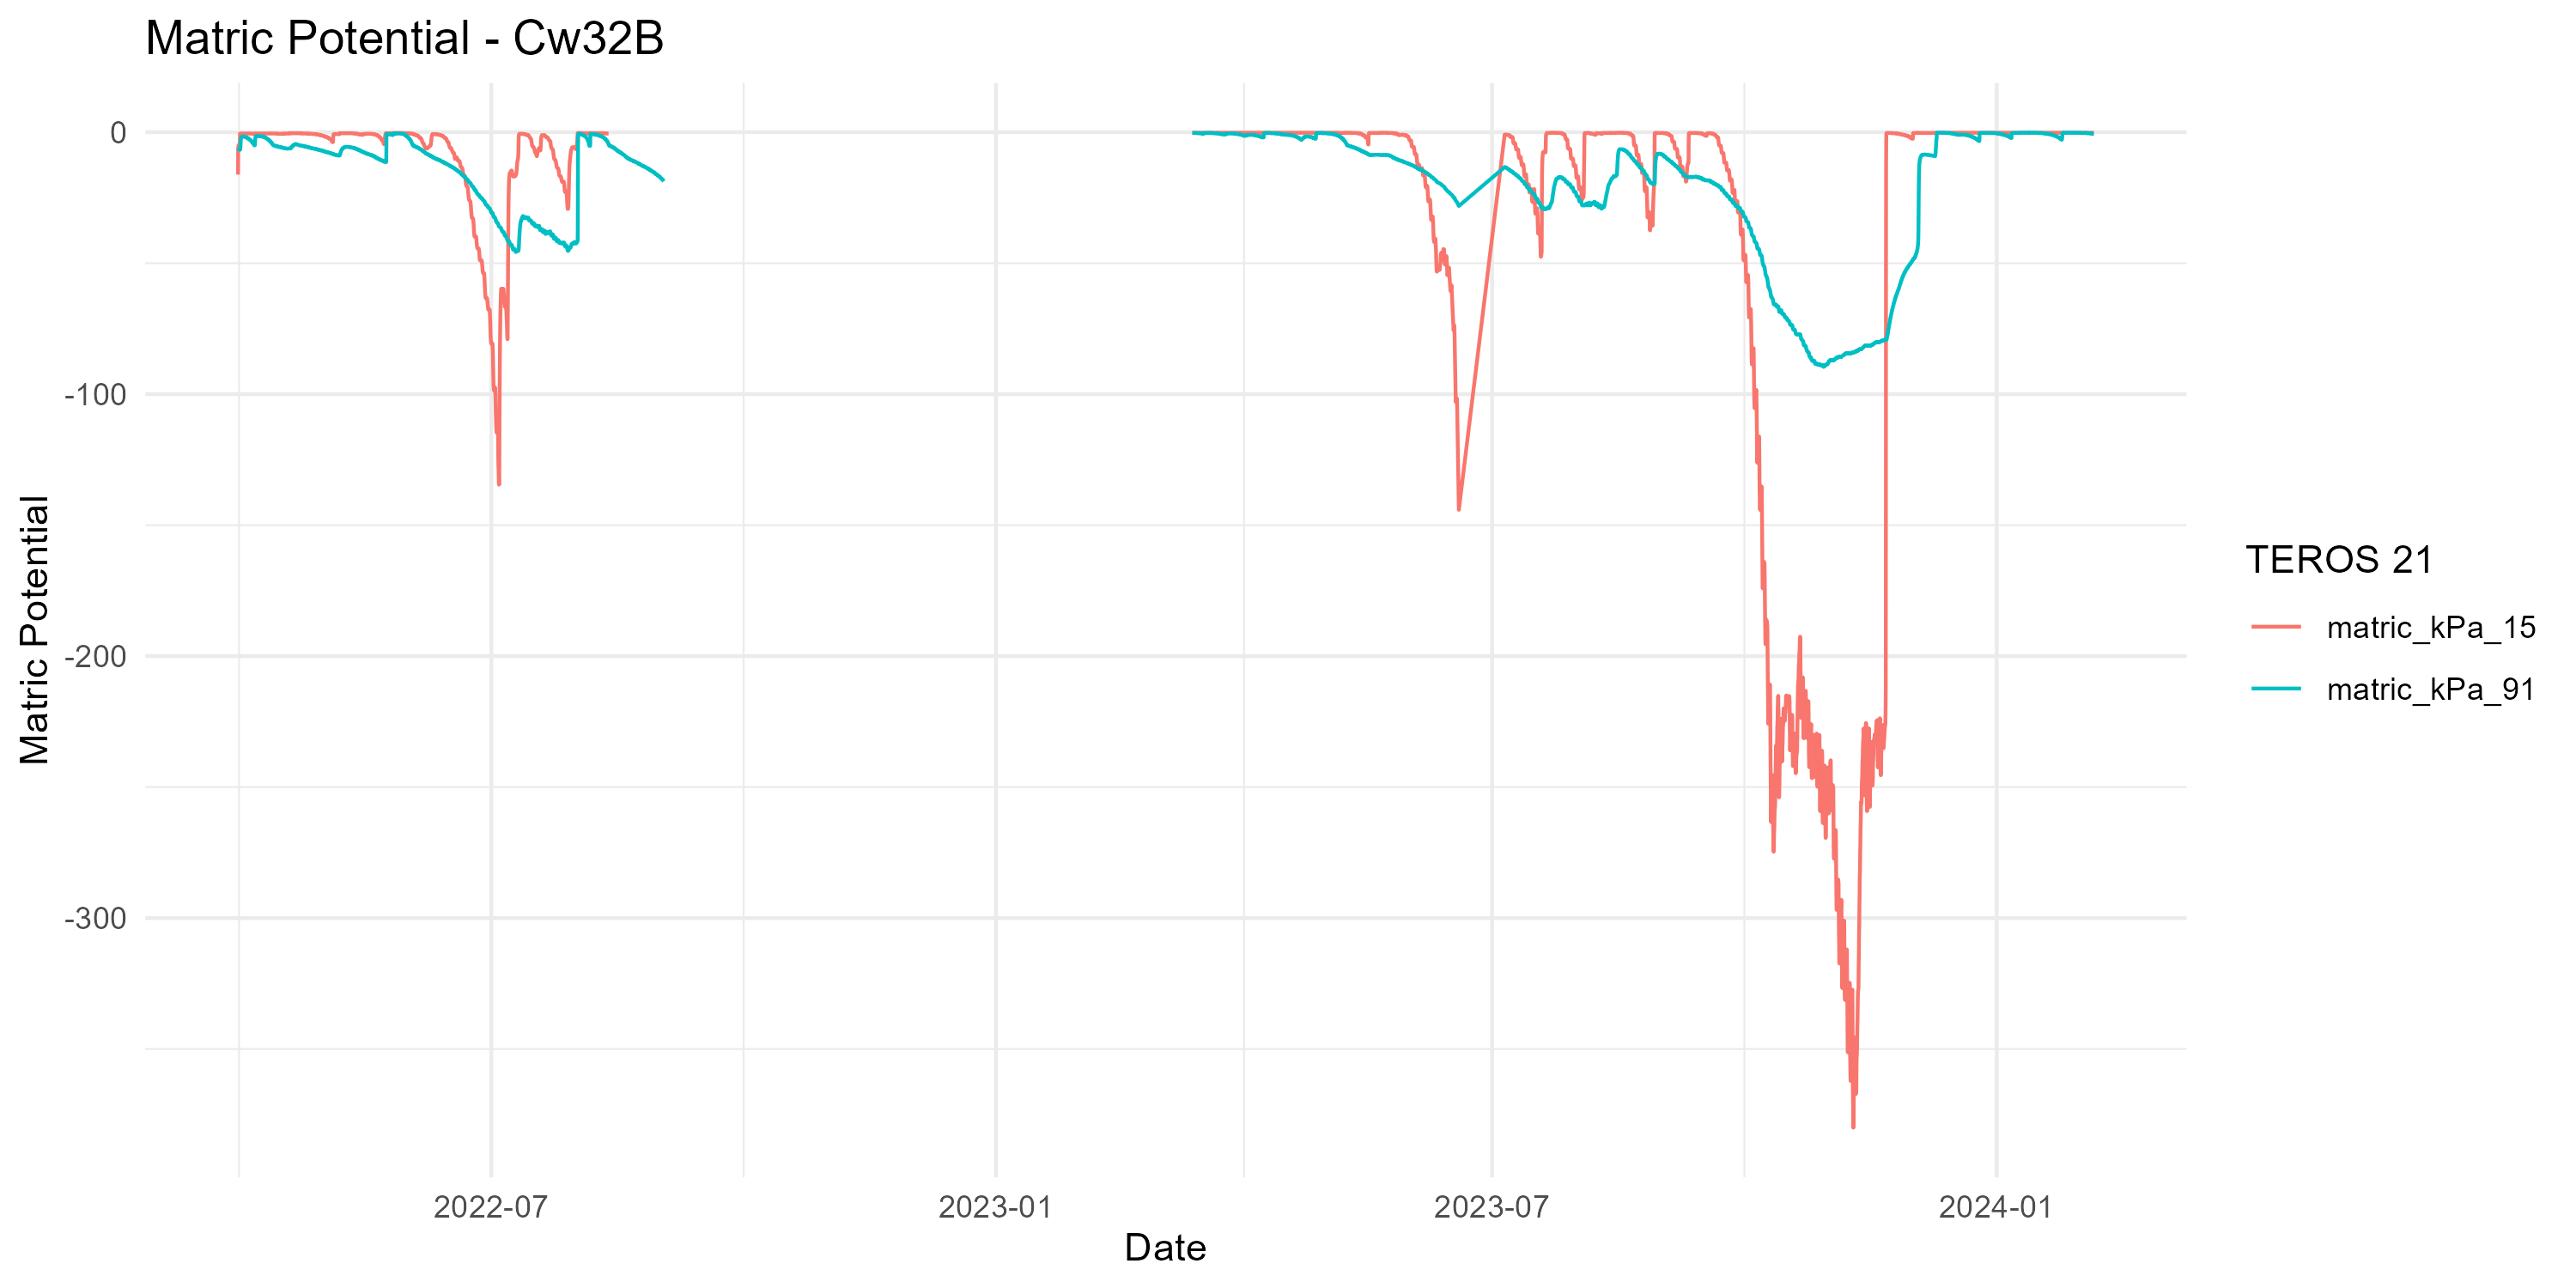 Matric Potential - Cw32B
0
-100
-200
-300
Matric Potential
2022-07
2023-01
2023-07
2024-01
Date
TEROS 21
matric_kPa_15
matric_kPa_91